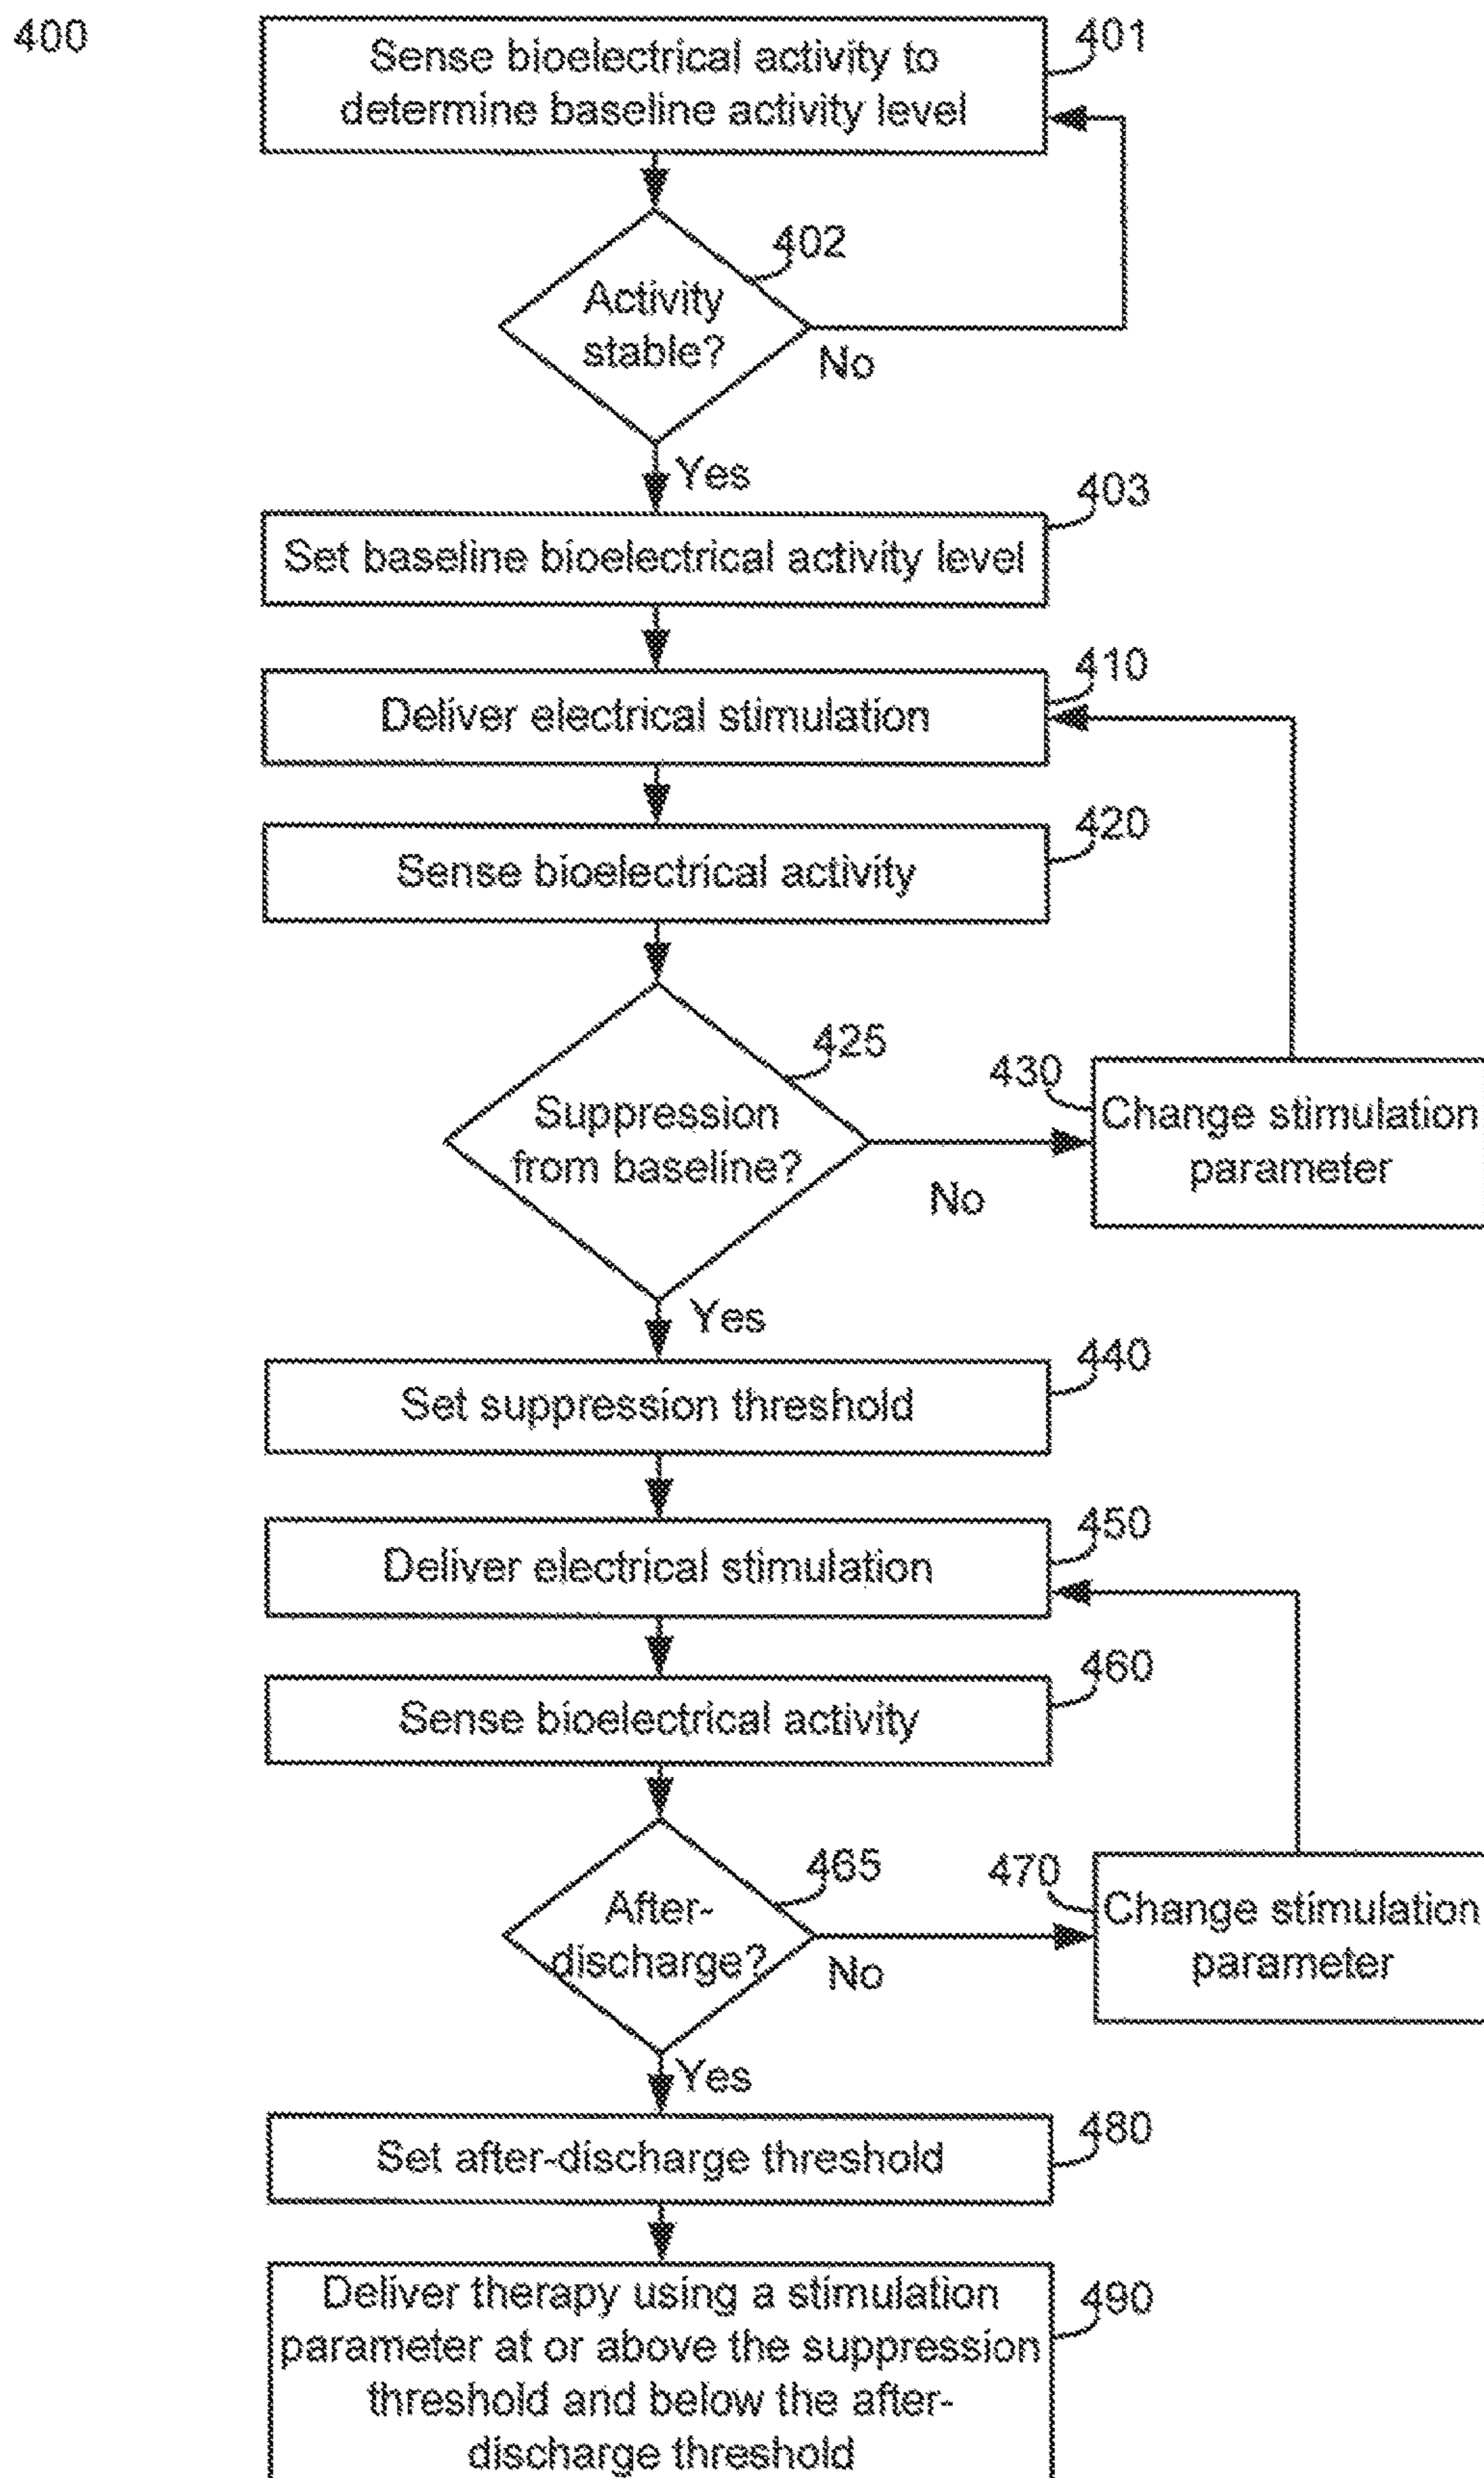 400
Sense bioelectrical activity to
determine baseline activity level
401
402
Activity
stable?
No
Yes
403
Set baseline bioelectrical activity level
410
Deliver electrical stimulation
420
Sense bioelectrical activity
425
Suppression
from baseline?
No
430
Change stimulation
parameter
Yes
440
Set suppression threshold
450
Deliver electrical stimulation
460
Sense bioelectrical activity
465
After-
discharge?
No
470
Change stimulation
parameter
Yes
480
Set after-discharge threshold
490
Deliver therapy using a stimulation
parameter at or above the suppression
threshold and below the after-
discharge threshold